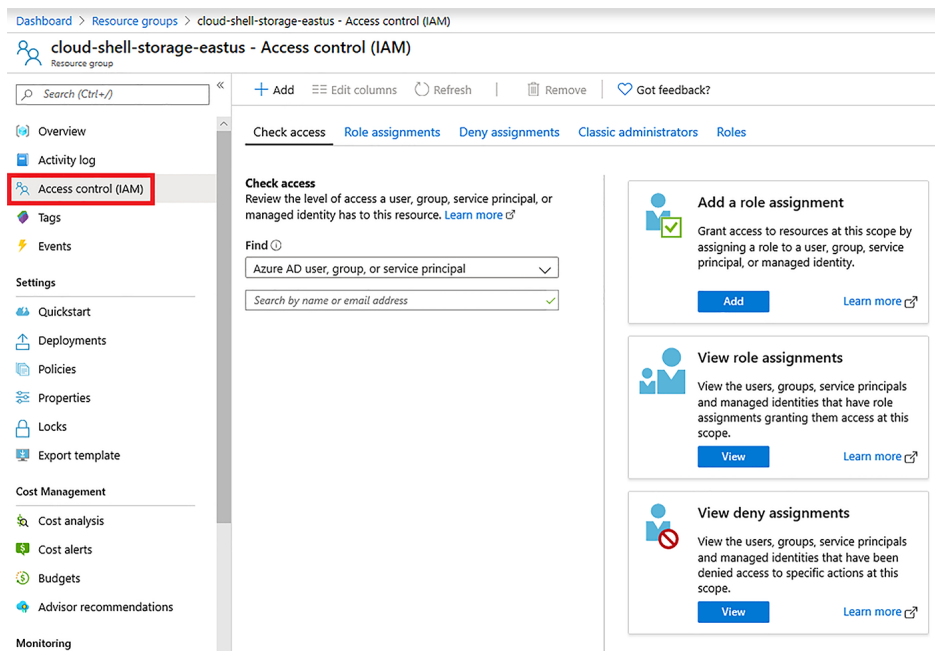 Dashboard > Resource groups > cloud-shell-storage-eastus - Access control (IAM)
cloud-shell-storage-eastus - Access control (IAM)
Resource group
Search (Ctrl+/)
Overview
Activity log
Access control (IAM)
Tags
Events
Settings
Quickstart
Deployments
Policies
Properties
Locks
Export template
Cost Management
Cost analysis
Cost alerts
Budgets
Advisor recommendations
Monitoring
Add Edit columns Refresh Remove Got feedback?
Check access Role assignments Deny assignments Classic administrators Roles
Check access
Review the level of access a user, group, service principal, or
managed identity has to this resource. Learn more
Find
Azure AD user, group, or service principal
Search by name or email address
Add a role assignment
Grant access to resources at this scope by
assigning a role to a user, group, service
principal, or managed identity.
Add Learn more
View role assignments
View the users, groups, service principals
and managed identities that have role
assignments granting them access at this
scope.
View Learn more
View deny assignments
View the users, groups, service principals
and managed identities that have been
denied access to specific actions at this
scope.
View Learn more